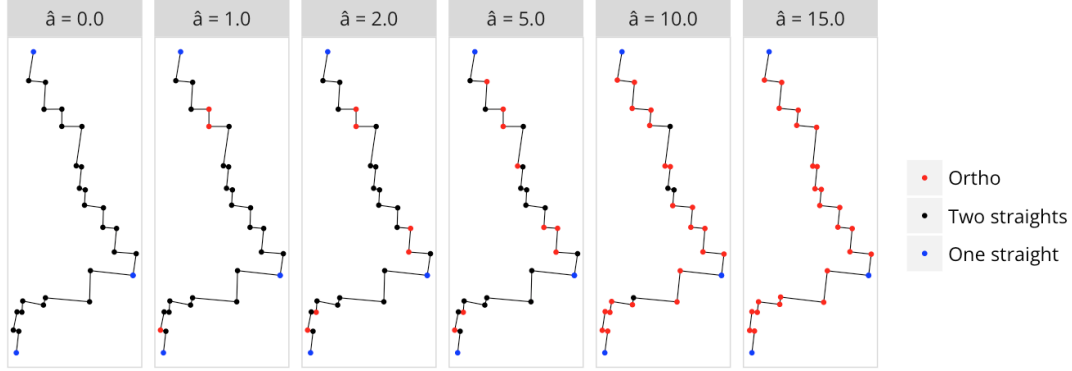 â = 0.0 â = 1.0 â = 2.0 â = 5.0 â = 10.0 â = 15.0
Ortho
Two straights
One straight